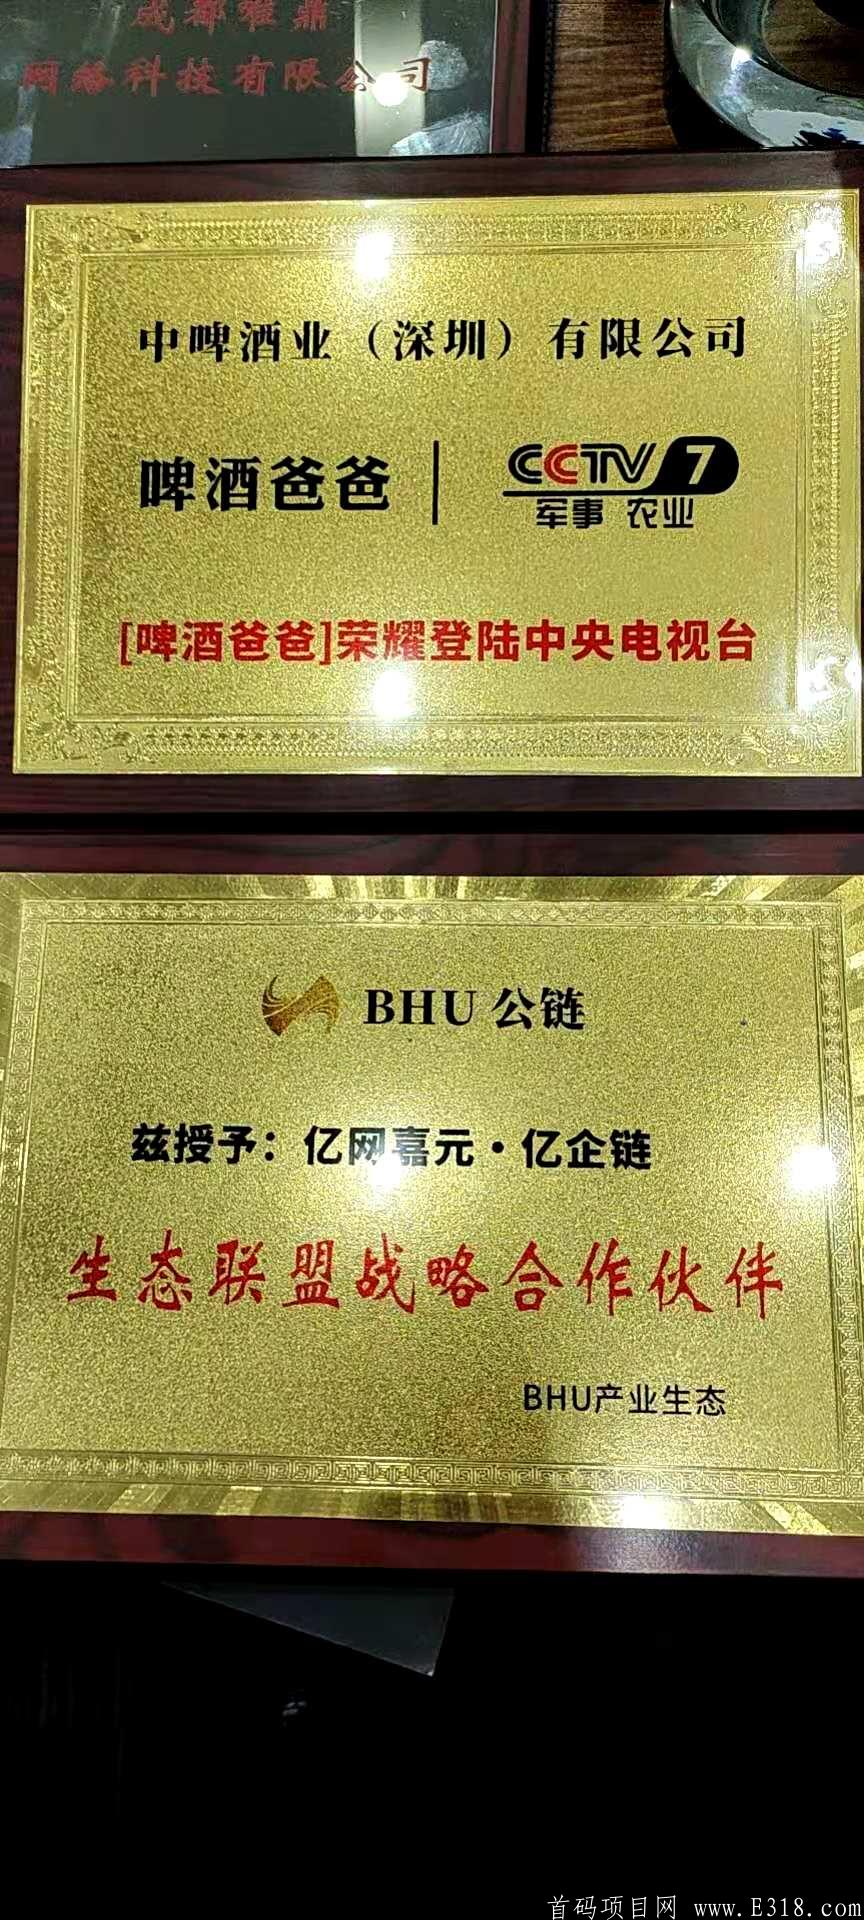 成都雅鼎
网络科技有限公司
中啤酒业（深圳）有限公司
啤酒爸爸
CCTV 7
军事 农业
[啤酒爸爸]荣耀登陆中央电视台
BHU 公链
兹授予：亿网嘉元·亿企链
生态联盟战略合作伙伴
BHU产业生态
首码项目网 www.E318.com